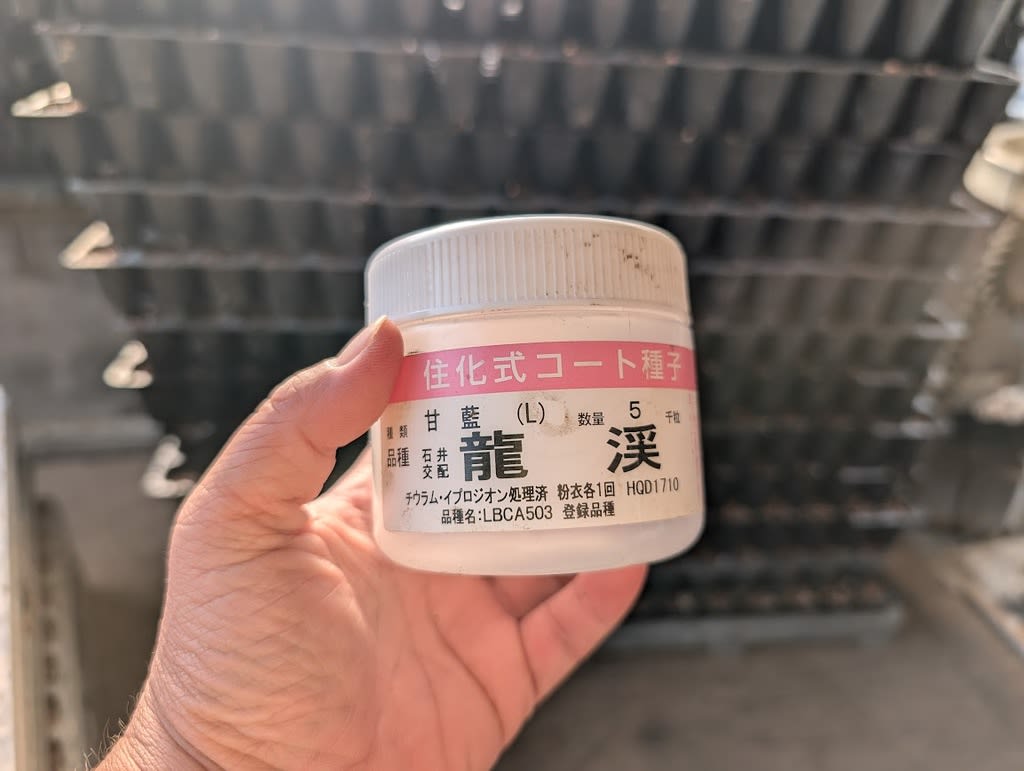 住化式コート種子
種類 甘藍 (L) 数量 5 千粒
品種 石井交配 龍渓
チウラム・イプロジオン処理済 粉衣各1回 HQD1710
品種名:LBCA503 登録品種